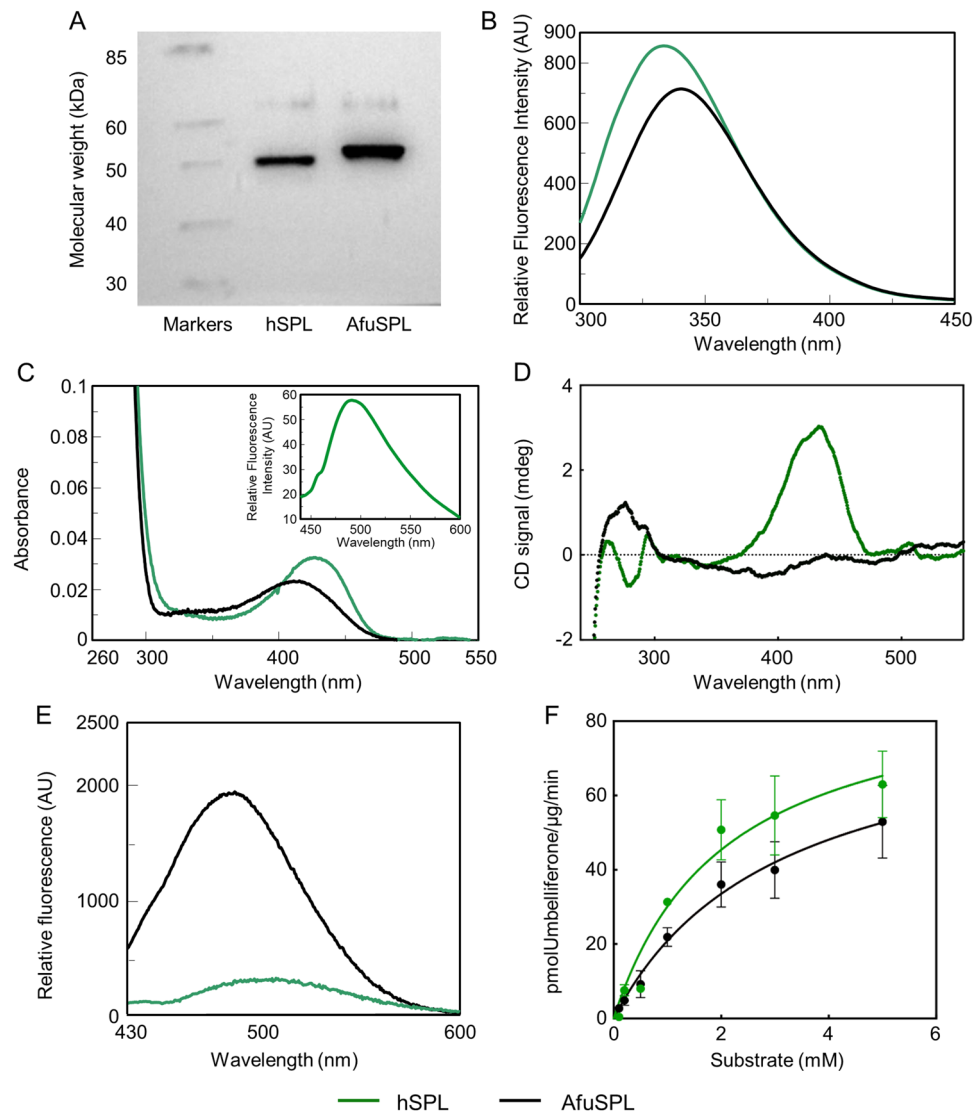 A
Molecular weight (kDa)
85
60
50
40
30
Markers hSPL AfuSPL
B
Relative Fluorescence Intensity (AU)
900
800
600
400
200
0
295 350 400 450
Wavelength (nm)
C
Absorbance
0.1
0.08
0.06
0.04
0.02
0
260 300 400 500 550
Wavelength (nm)
Relative Fluorescence
Intensity (AU)
60
50
40
30
20
10
450 500 550 600
Wavelength (nm)
D
CD signal (mdeg)
4
2
0
-2
300 400 500
Wavelength (nm)
E
Relative fluorescence (AU)
2500
2000
1000
0
430 500 600
Wavelength (nm)
F
pmolUmbelliferone/µg/min
80
60
40
20
0
0 2 4 6
Substrate (mM)
hSPL AfuSPL